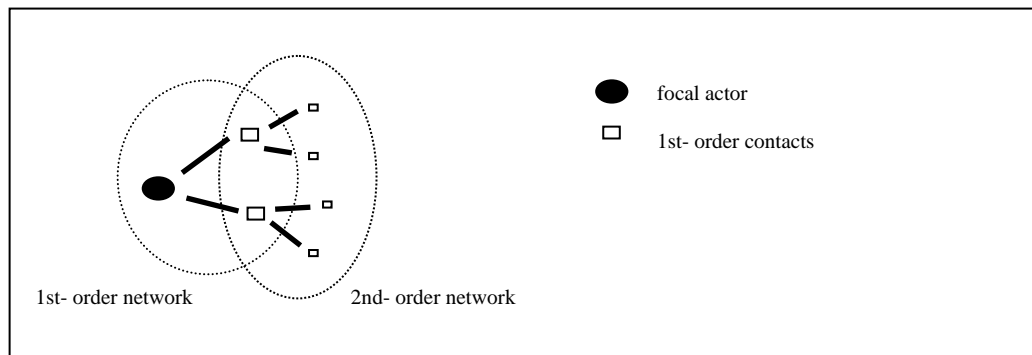 focal actor
1st- order contacts
1st- order network
2nd- order network